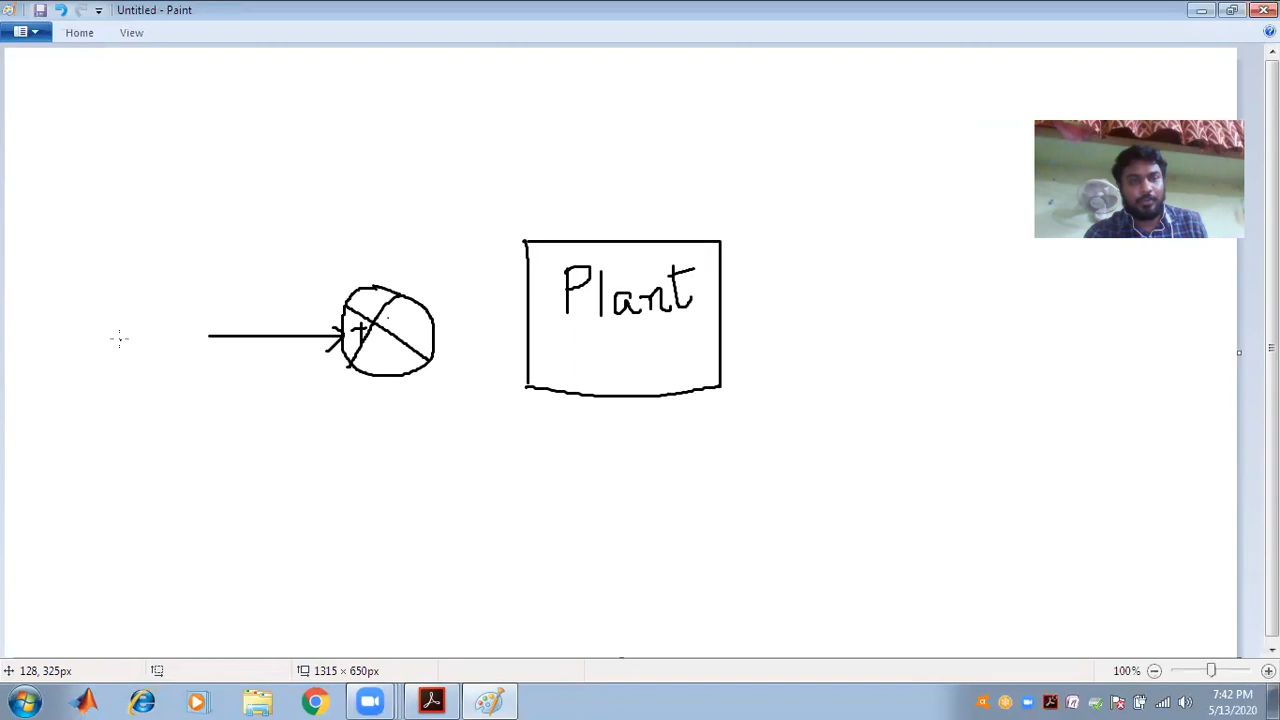 Untitled - Paint
Home View
+
Plant
128, 325px
1315 × 650px
100%
7:42 PM
5/13/2020